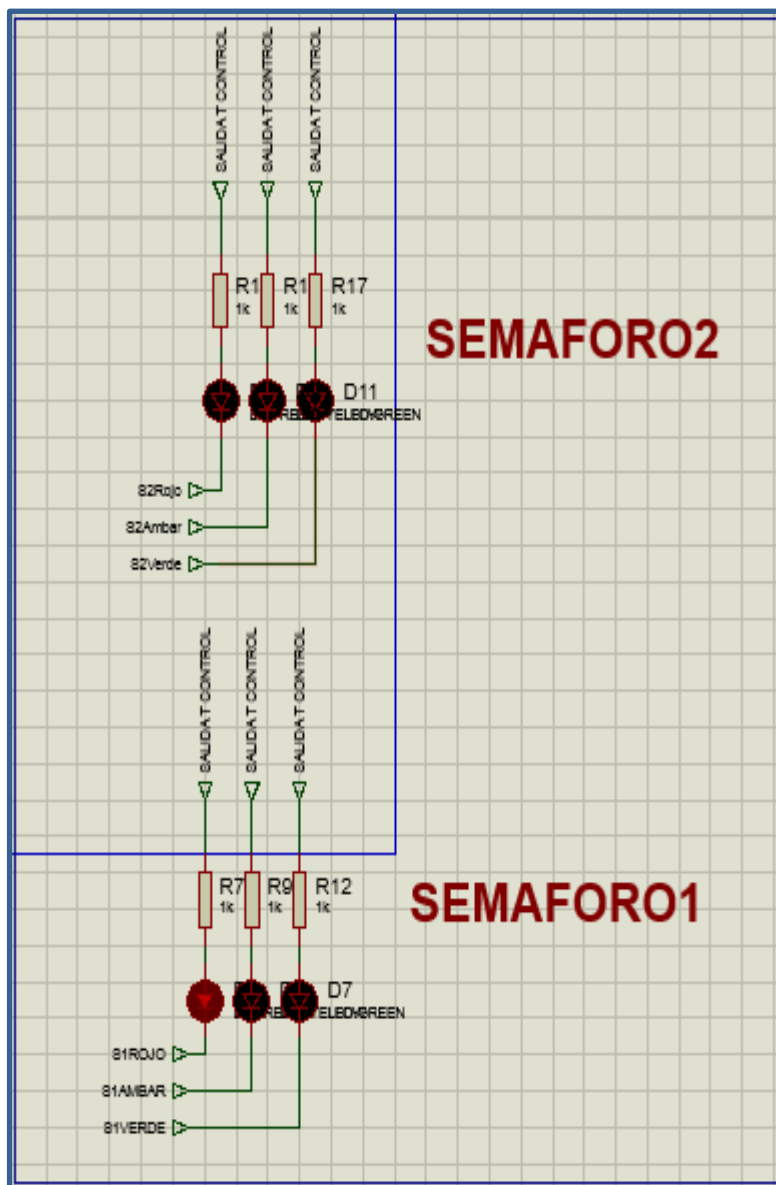 SALIDA T CONTROL
SALIDA T CONTROL
SALIDA T CONTROL
R1
1k
R1
1k
R17
1k
SEMAFORO2
D11
S2Rojo
S2Ambar
S2Verde
SALIDA T CONTROL
SALIDA T CONTROL
SALIDA T CONTROL
R7
1k
R9
1k
R12
1k
SEMAFORO1
D7
S1ROJO
S1AMBAR
S1VERDE